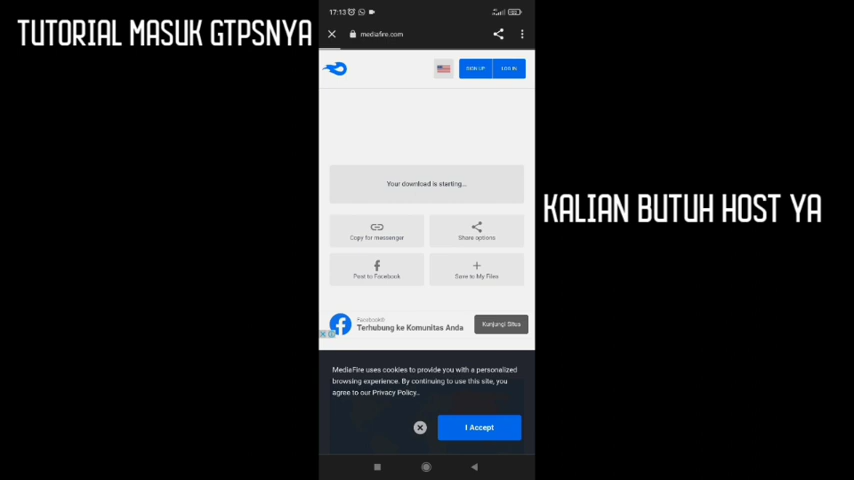 TUTORIAL MASUK GTPSNYA
17:13
mediafire.com
SIGN UP
LOG IN
Your download is starting...
Copy for messenger
Share options
Post to Facebook
Save to My Files
Facebook®
Terhubung ke Komunitas Anda
Kunjungi Situs
MediaFire uses cookies to provide you with a personalized
browsing experience. By continuing to use this site, you
agree to our Privacy Policy..
I Accept
KALIAN BUTUH HOST YA